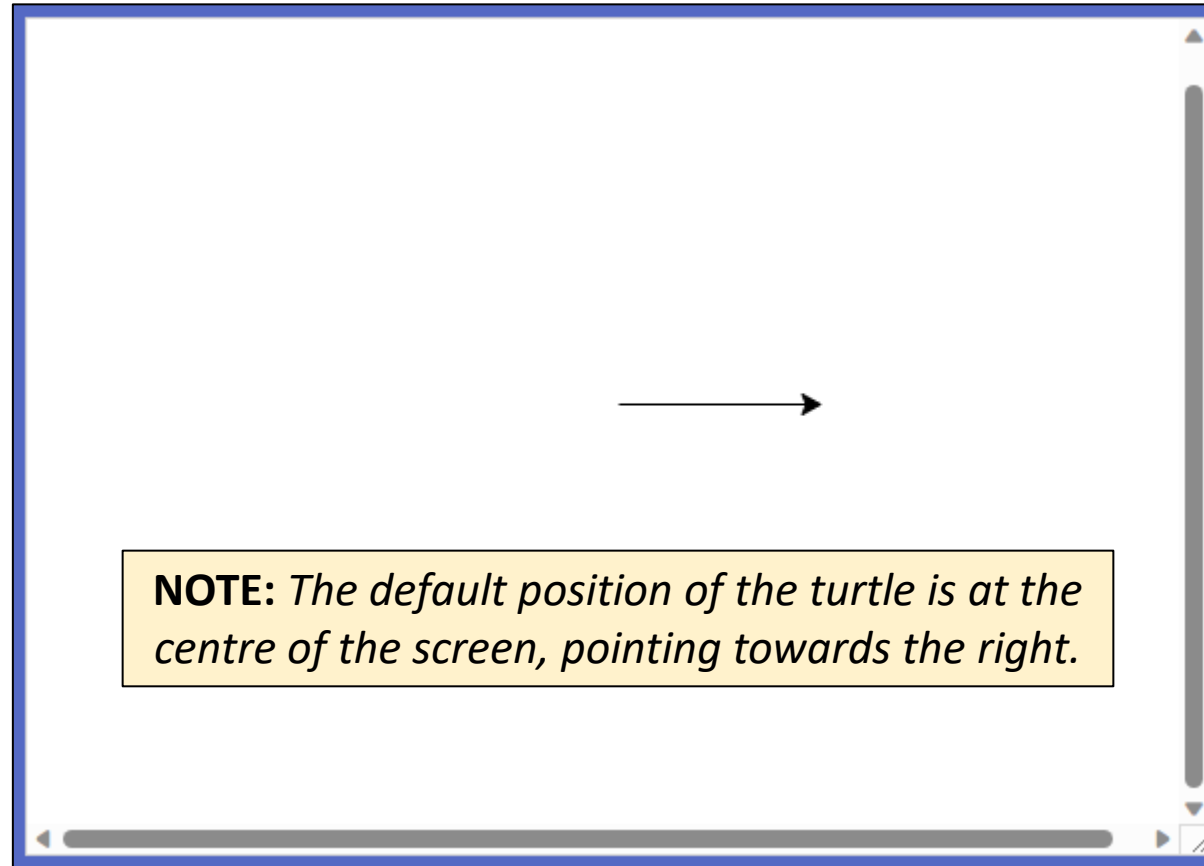 NOTE: The default position of the turtle is at the
centre of the screen, pointing towards the right.